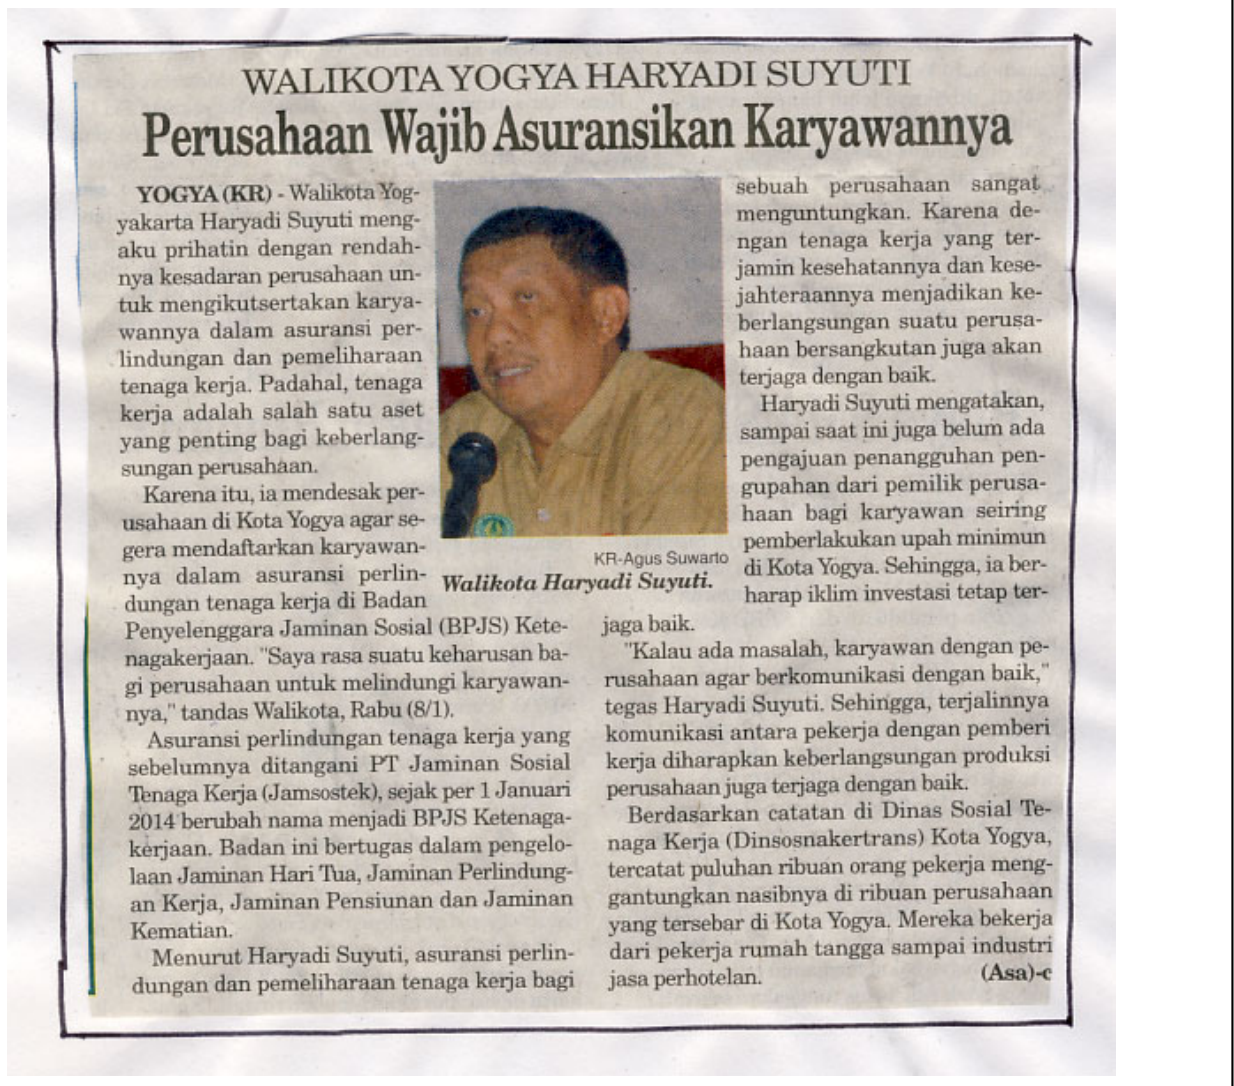 WALIKOTA YOGYA HARYADI SUYUTI
Perusahaan Wajib Asuransikan Karyawannya
YOGYA (KR) - Walikota Yog-
yakarta Haryadi Suyuti meng-
aku prihatin dengan rendah-
nya kesadaran perusahaan un-
tuk mengikutsertakan karya-
wannya dalam asuransi per-
lindungan dan pemeliharaan
tenaga kerja. Padahal, tenaga
kerja adalah salah satu aset
yang penting bagi keberlang-
sungan perusahaan.
Karena itu, ia mendesak per-
usahaan di Kota Yogya agar se-
gera mendaftarkan karyawan-
nya dalam asuransi perlin-
dungan tenaga kerja di Badan
Penyelenggara Jaminan Sosial (BPJS) Kete-
nagakerjaan. "Saya rasa suatu keharusan ba-
gi perusahaan untuk melindungi karyawan-
nya," tandas Walikota, Rabu (8/1).
Asuransi perlindungan tenaga kerja yang
sebelumnya ditangani PT Jaminan Sosial
Tenaga Kerja (Jamsostek), sejak per 1 Januari
2014 berubah nama menjadi BPJS Ketenaga-
kerjaan. Badan ini bertugas dalam pengelo-
laan Jaminan Hari Tua, Jaminan Perlindung-
an Kerja, Jaminan Pensiunan dan Jaminan
Kematian.
Menurut Haryadi Suyuti, asuransi perlin-
dungan dan pemeliharaan tenaga kerja bagi
KR-Agus Suwarto
Walikota Haryadi Suyuti.
sebuah perusahaan sangat
menguntungkan. Karena de-
ngan tenaga kerja yang ter-
jamin kesehatannya dan kese-
jahteraannya menjadikan ke-
berlangsungan suatu perusa-
haan bersangkutan juga akan
terjaga dengan baik.
Haryadi Suyuti mengatakan,
sampai saat ini juga belum ada
pengajuan penangguhan pen-
gupahan dari pemilik perusa-
haan bagi karyawan seiring
pemberlakukan upah minimun
di Kota Yogya. Sehingga, ia ber-
harap iklim investasi tetap ter-
jaga baik.
"Kalau ada masalah, karyawan dengan pe-
rusahaan agar berkomunikasi dengan baik,"
tegas Haryadi Suyuti. Sehingga, terjalinnya
komunikasi antara pekerja dengan pemberi
kerja diharapkan keberlangsungan produksi
perusahaan juga terjaga dengan baik.
Berdasarkan catatan di Dinas Sosial Te-
naga Kerja (Dinsosnakertrans) Kota Yogya,
tercatat puluhan ribuan orang pekerja meng-
gantungkan nasibnya di ribuan perusahaan
yang tersebar di Kota Yogya. Mereka bekerja
dari pekerja rumah tangga sampai industri
jasa perhotelan. (Asa)-c